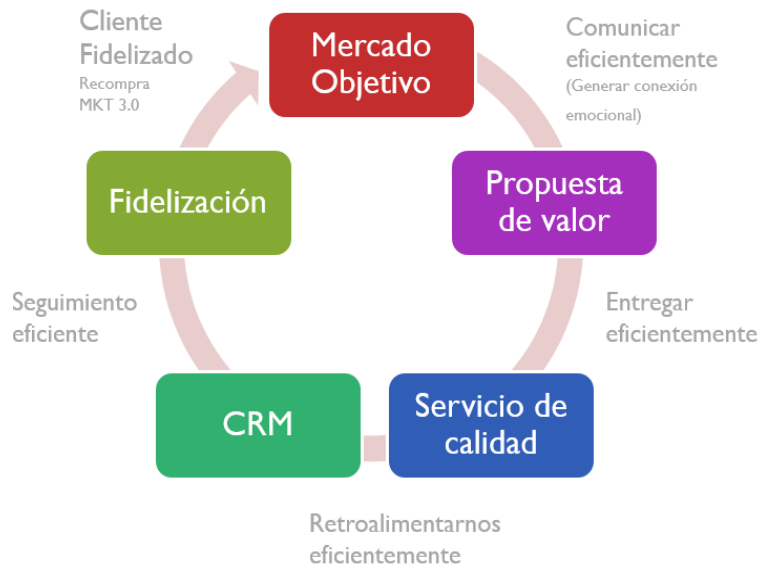 Mercado
Objetivo
Comunicar
eficientemente
(Generar conexión
emocional)
Propuesta
de valor
Entregar
eficientemente
Servicio de
calidad
Retroalimentarnos
eficientemente
CRM
Seguimiento
eficiente
Fidelización
Cliente
Fidelizado
Recompra
MKT 3.0